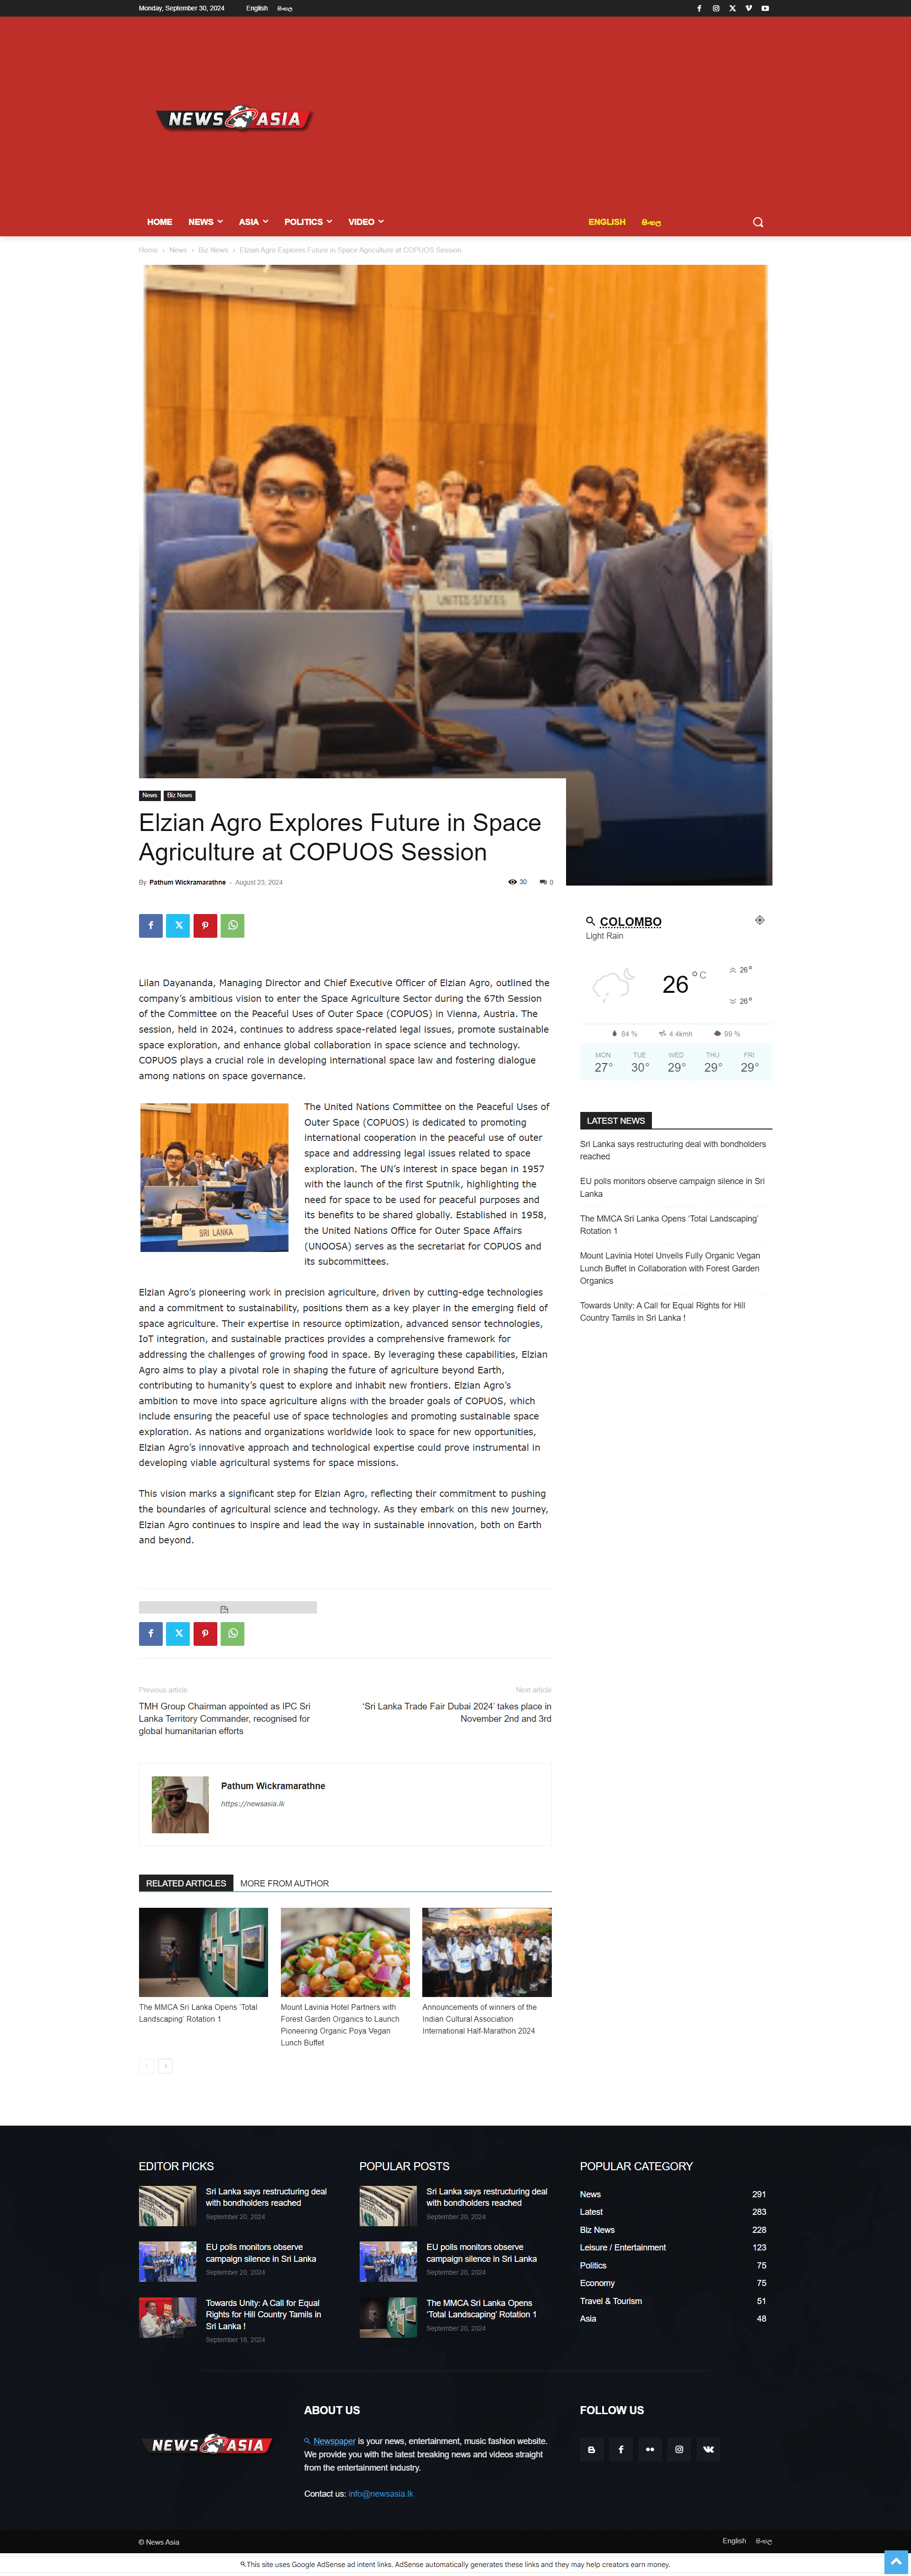 Monday, September 30, 2024
English
සිංහල
NEWS ASIA
HOME
NEWS
ASIA
POLITICS
VIDEO
ENGLISH
සිංහල
Home › News › Biz News › Elzian Agro Explores Future in Space Agriculture at COPUOS Session
UNITED STATES
News
Biz News
Elzian Agro Explores Future in Space
Agriculture at COPUOS Session
By Pathum Wickramarathne - August 23, 2024
30
0
Lilan Dayananda, Managing Director and Chief Executive Officer of Elzian Agro, outlined the
company’s ambitious vision to enter the Space Agriculture Sector during the 67th Session
of the Committee on the Peaceful Uses of Outer Space (COPUOS) in Vienna, Austria. The
session, held in 2024, continues to address space-related legal issues, promote sustainable
space exploration, and enhance global collaboration in space science and technology.
COPUOS plays a crucial role in developing international space law and fostering dialogue
among nations on space governance.
SRI LANKA
The United Nations Committee on the Peaceful Uses of
Outer Space (COPUOS) is dedicated to promoting
international cooperation in the peaceful use of outer
space and addressing legal issues related to space
exploration. The UN’s interest in space began in 1957
with the launch of the first Sputnik, highlighting the
need for space to be used for peaceful purposes and
its benefits to be shared globally. Established in 1958,
the United Nations Office for Outer Space Affairs
(UNOOSA) serves as the secretariat for COPUOS and
its subcommittees.
Elzian Agro’s pioneering work in precision agriculture, driven by cutting-edge technologies
and a commitment to sustainability, positions them as a key player in the emerging field of
space agriculture. Their expertise in resource optimization, advanced sensor technologies,
IoT integration, and sustainable practices provides a comprehensive framework for
addressing the challenges of growing food in space. By leveraging these capabilities, Elzian
Agro aims to play a pivotal role in shaping the future of agriculture beyond Earth,
contributing to humanity’s quest to explore and inhabit new frontiers. Elzian Agro’s
ambition to move into space agriculture aligns with the broader goals of COPUOS, which
include ensuring the peaceful use of space technologies and promoting sustainable space
exploration. As nations and organizations worldwide look to space for new opportunities,
Elzian Agro’s innovative approach and technological expertise could prove instrumental in
developing viable agricultural systems for space missions.
This vision marks a significant step for Elzian Agro, reflecting their commitment to pushing
the boundaries of agricultural science and technology. As they embark on this new journey,
Elzian Agro continues to inspire and lead the way in sustainable innovation, both on Earth
and beyond.
COLOMBO
Light Rain
26 °C
26°
26°
84 %
4.4kmh
99 %
MON
TUE
WED
THU
FRI
27°
30°
29°
29°
29°
LATEST NEWS
Sri Lanka says restructuring deal with bondholders
reached
EU polls monitors observe campaign silence in Sri
Lanka
The MMCA Sri Lanka Opens ‘Total Landscaping’
Rotation 1
Mount Lavinia Hotel Unveils Fully Organic Vegan
Lunch Buffet in Collaboration with Forest Garden
Organics
Towards Unity: A Call for Equal Rights for Hill
Country Tamils in Sri Lanka !
Previous article
TMH Group Chairman appointed as IPC Sri
Lanka Territory Commander, recognised for
global humanitarian efforts
Next article
‘Sri Lanka Trade Fair Dubai 2024’ takes place in
November 2nd and 3rd
Pathum Wickramarathne
https://newsasia.lk
RELATED ARTICLES
MORE FROM AUTHOR
The MMCA Sri Lanka Opens ‘Total
Landscaping’ Rotation 1
Mount Lavinia Hotel Partners with
Forest Garden Organics to Launch
Pioneering Organic Poya Vegan
Lunch Buffet
Announcements of winners of the
Indian Cultural Association
International Half-Marathon 2024
EDITOR PICKS
Sri Lanka says restructuring deal
with bondholders reached
September 20, 2024
EU polls monitors observe
campaign silence in Sri Lanka
September 20, 2024
Towards Unity: A Call for Equal
Rights for Hill Country Tamils in
Sri Lanka !
September 18, 2024
POPULAR POSTS
Sri Lanka says restructuring deal
with bondholders reached
September 20, 2024
EU polls monitors observe
campaign silence in Sri Lanka
September 20, 2024
The MMCA Sri Lanka Opens
‘Total Landscaping’ Rotation 1
September 20, 2024
POPULAR CATEGORY
News 291
Latest 283
Biz News 228
Leisure / Entertainment 123
Politics 75
Economy 75
Travel & Tourism 51
Asia 48
NEWS ASIA
ABOUT US
Newspaper is your news, entertainment, music fashion website.
We provide you with the latest breaking news and videos straight
from the entertainment industry.
Contact us: info@newsasia.lk
FOLLOW US
© News Asia
English
සිංහල
This site uses Google AdSense ad intent links. AdSense automatically generates these links and they may help creators earn money.